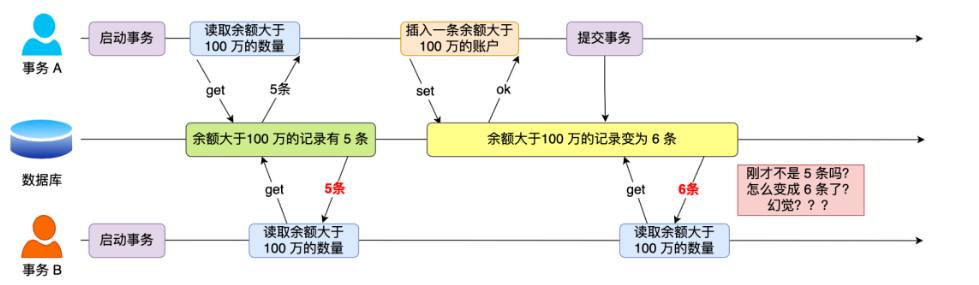 启动事务
读取余额大于
100 万的数量
插入一条余额大于
100 万的账户
提交事务
事务 A
get
5条
set
ok
余额大于100 万的记录有 5 条
余额大于100 万的记录变为 6 条
数据库
get
5条
get
6条
刚才不是 5 条吗?
怎么变成 6 条了?
幻觉? ? ?
启动事务
读取余额大于
100 万的数量
读取余额大于
100 万的数量
事务 B